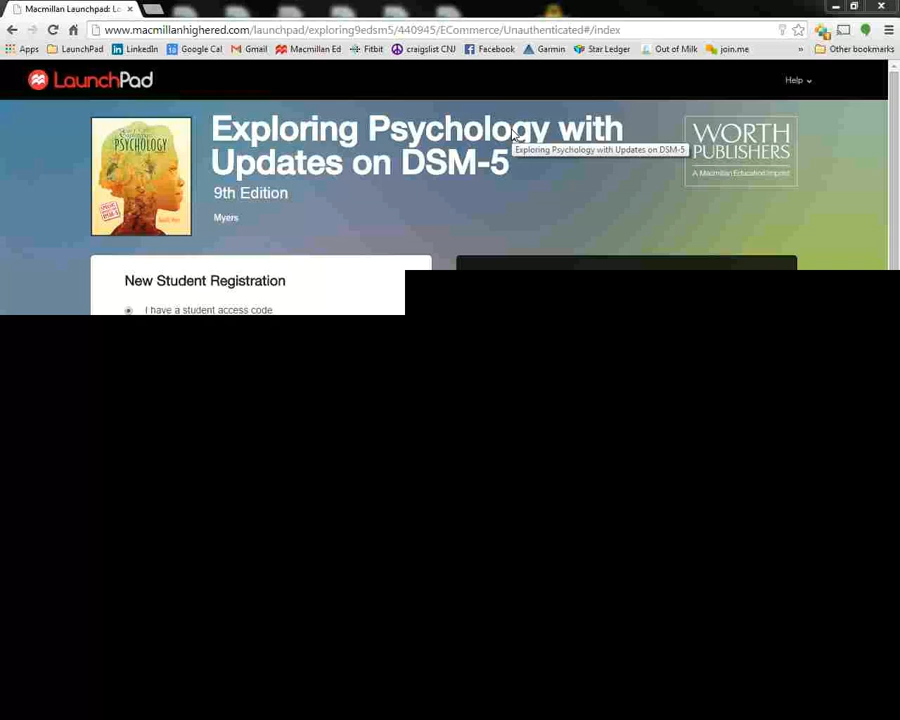 Macmillan Launchpad: Lo
www.macmillanhighered.com/launchpad/exploring9edsm5/440945/ECommerce/Unauthenticated#/index
Apps LaunchPad LinkedIn Google Cal Gmail Macmillan Ed Fitbit craigslist CNJ Facebook Garmin Star Ledger Out of Milk join.me » Other bookmarks
LaunchPad Help
PSYCHOLOGY
Exploring Psychology with
Updates on DSM-5
Exploring Psychology with Updates on DSM-5
9th Edition
Myers
WORTH
PUBLISHERS
A Macmillan Education Imprint
New Student Registration
I have a student access code